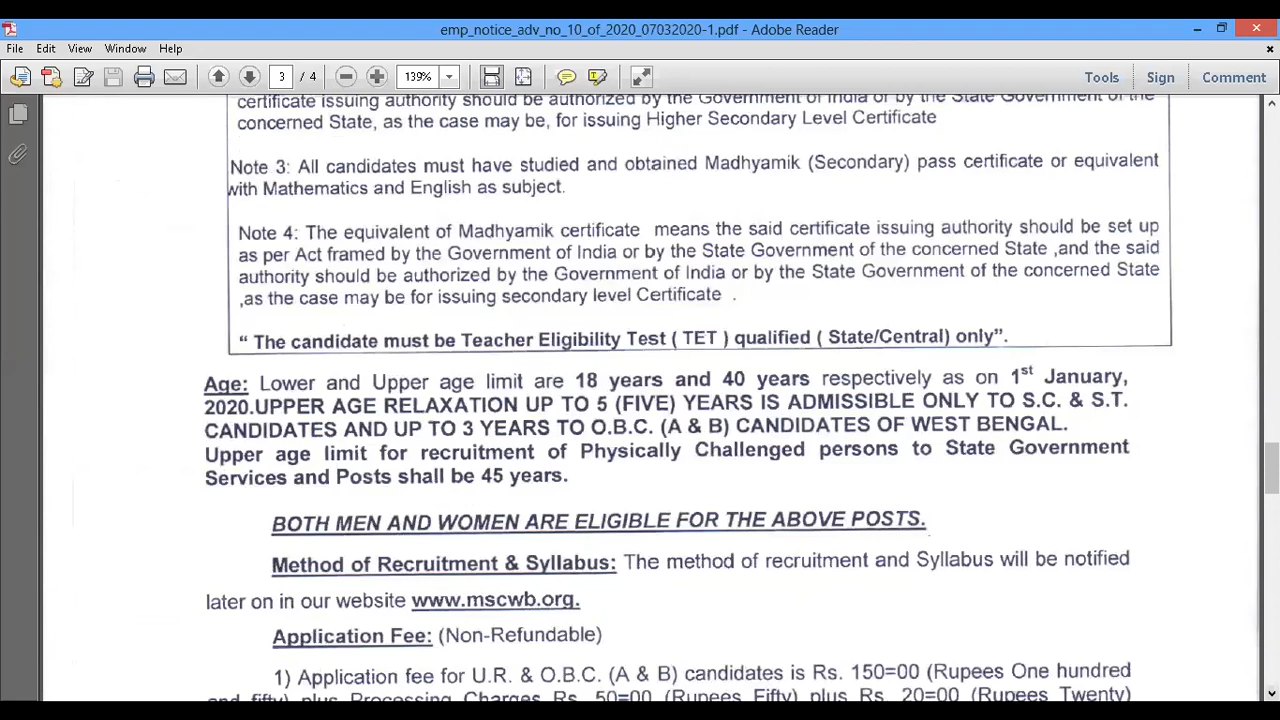 emp_notice_adv_no_10_of_2020_07032020-1.pdf - Adobe Reader
File Edit View Window Help
3 / 4 139% Tools Sign Comment
certificate issuing authority should be authorized by the Government of India or by the State Government of the
concerned State, as the case may be, for issuing Higher Secondary Level Certificate
Note 3: All candidates must have studied and obtained Madhyamik (Secondary) pass certificate or equivalent
with Mathematics and English as subject.
Note 4: The equivalent of Madhyamik certificate means the said certificate issuing authority should be set up
as per Act framed by the Government of India or by the State Government of the concerned State ,and the said
authority should be authorized by the Government of India or by the State Government of the concerned State
,as the case may be for issuing secondary level Certificate .
“ The candidate must be Teacher Eligibility Test ( TET ) qualified ( State/Central) only”.
Age: Lower and Upper age limit are 18 years and 40 years respectively as on 1st January,
2020.UPPER AGE RELAXATION UP TO 5 (FIVE) YEARS IS ADMISSIBLE ONLY TO S.C. & S.T.
CANDIDATES AND UP TO 3 YEARS TO O.B.C. (A & B) CANDIDATES OF WEST BENGAL.
Upper age limit for recruitment of Physically Challenged persons to State Government
Services and Posts shall be 45 years.
BOTH MEN AND WOMEN ARE ELIGIBLE FOR THE ABOVE POSTS.
Method of Recruitment & Syllabus: The method of recruitment and Syllabus will be notified
later on in our website www.mscwb.org.
Application Fee: (Non-Refundable)
1) Application fee for U.R. & O.B.C. (A & B) candidates is Rs. 150=00 (Rupees One hundred
and fifty) plus Processing Charges Rs. 50=00 (Rupees Fifty) plus Rs. 20=00 (Rupees Twenty)